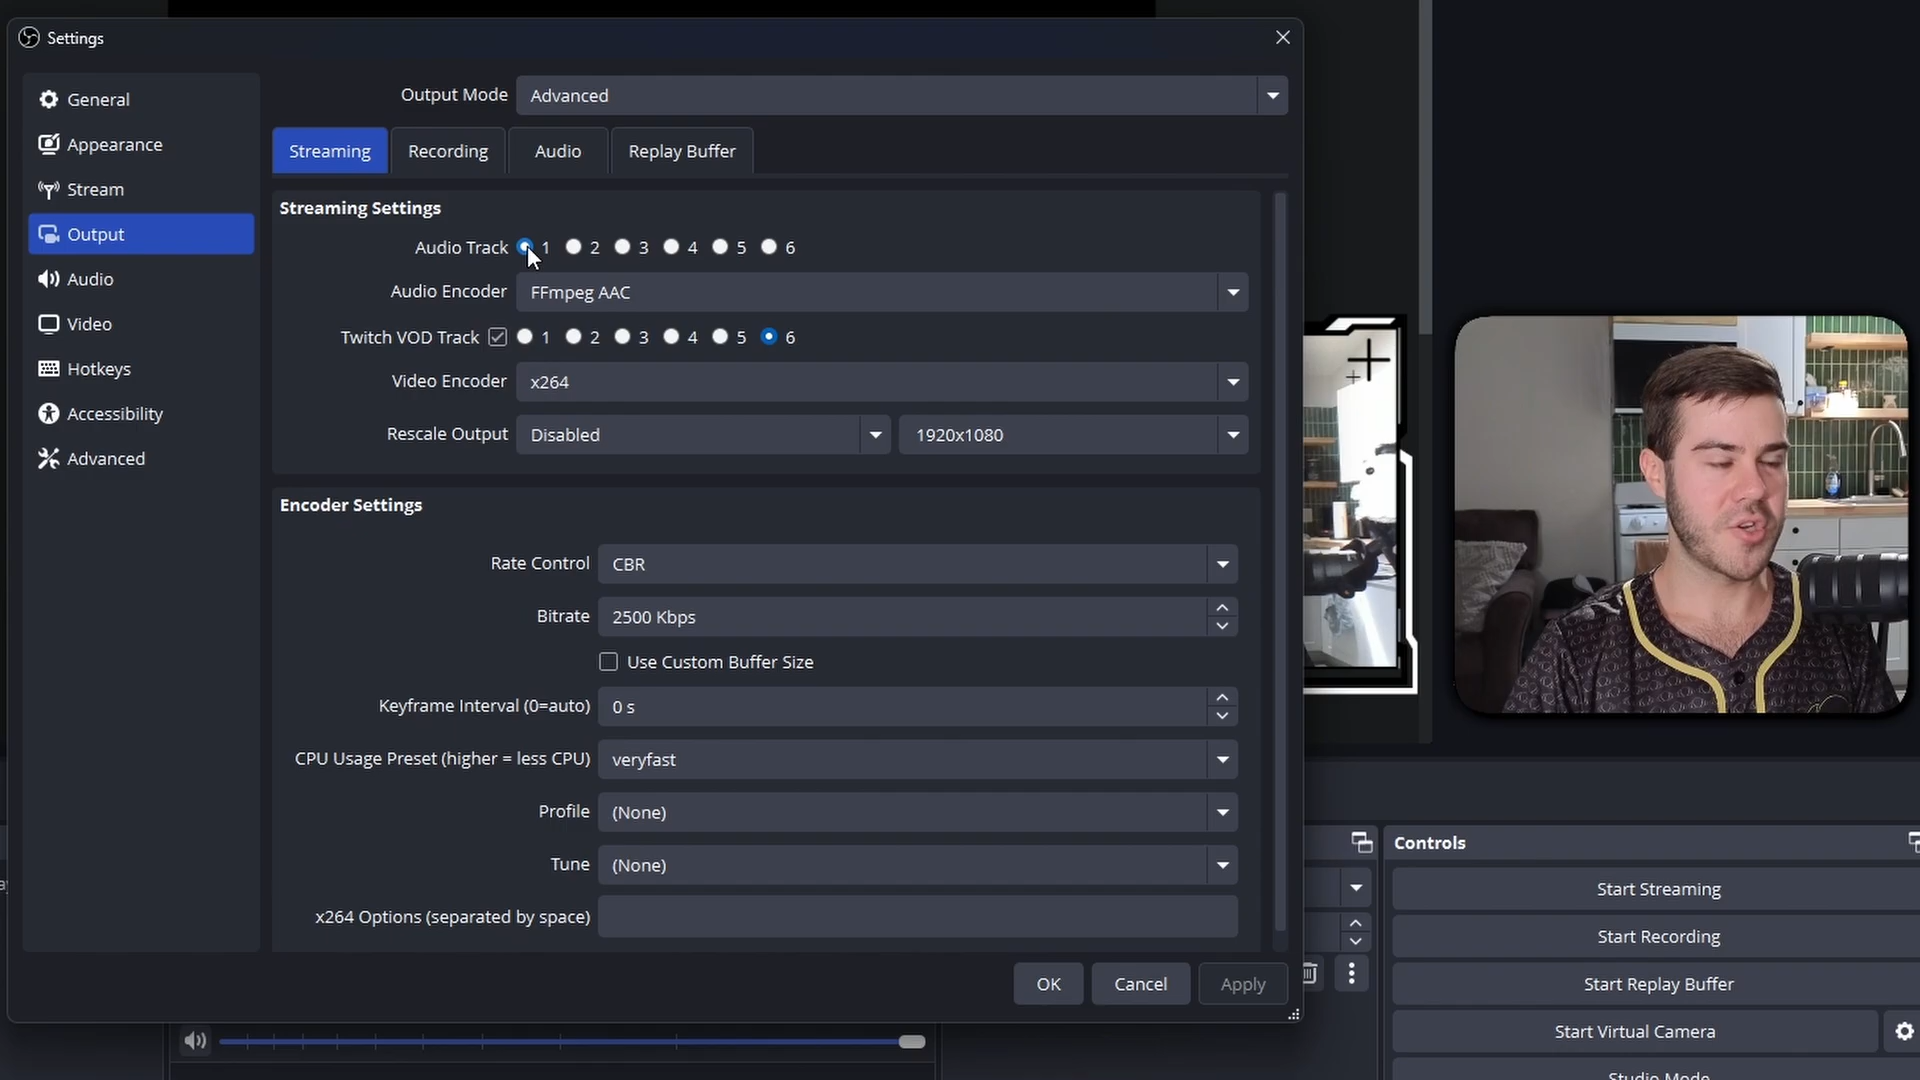 Settings
General
Appearance
Stream
Output
Audio
Video
Hotkeys
Accessibility
Advanced
Output Mode Advanced
Streaming Recording Audio Replay Buffer
Streaming Settings
Audio Track 1 2 3 4 5 6
Audio Encoder FFmpeg AAC
Twitch VOD Track 1 2 3 4 5 6
Video Encoder x264
Rescale Output Disabled 1920x1080
Encoder Settings
Rate Control CBR
Bitrate 2500 Kbps
Use Custom Buffer Size
Keyframe Interval (0=auto) 0 s
CPU Usage Preset (higher = less CPU) veryfast
Profile (None)
Tune (None)
x264 Options (separated by space)
OK Cancel Apply
Controls
Start Streaming
Start Recording
Start Replay Buffer
Start Virtual Camera
Studio Mode